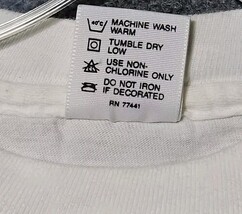 40°C MACHINE WASH
WARM
TUMBLE DRY
LOW
USE NON-
CHLORINE ONLY
DO NOT IRON
IF DECORATED
RN 77441